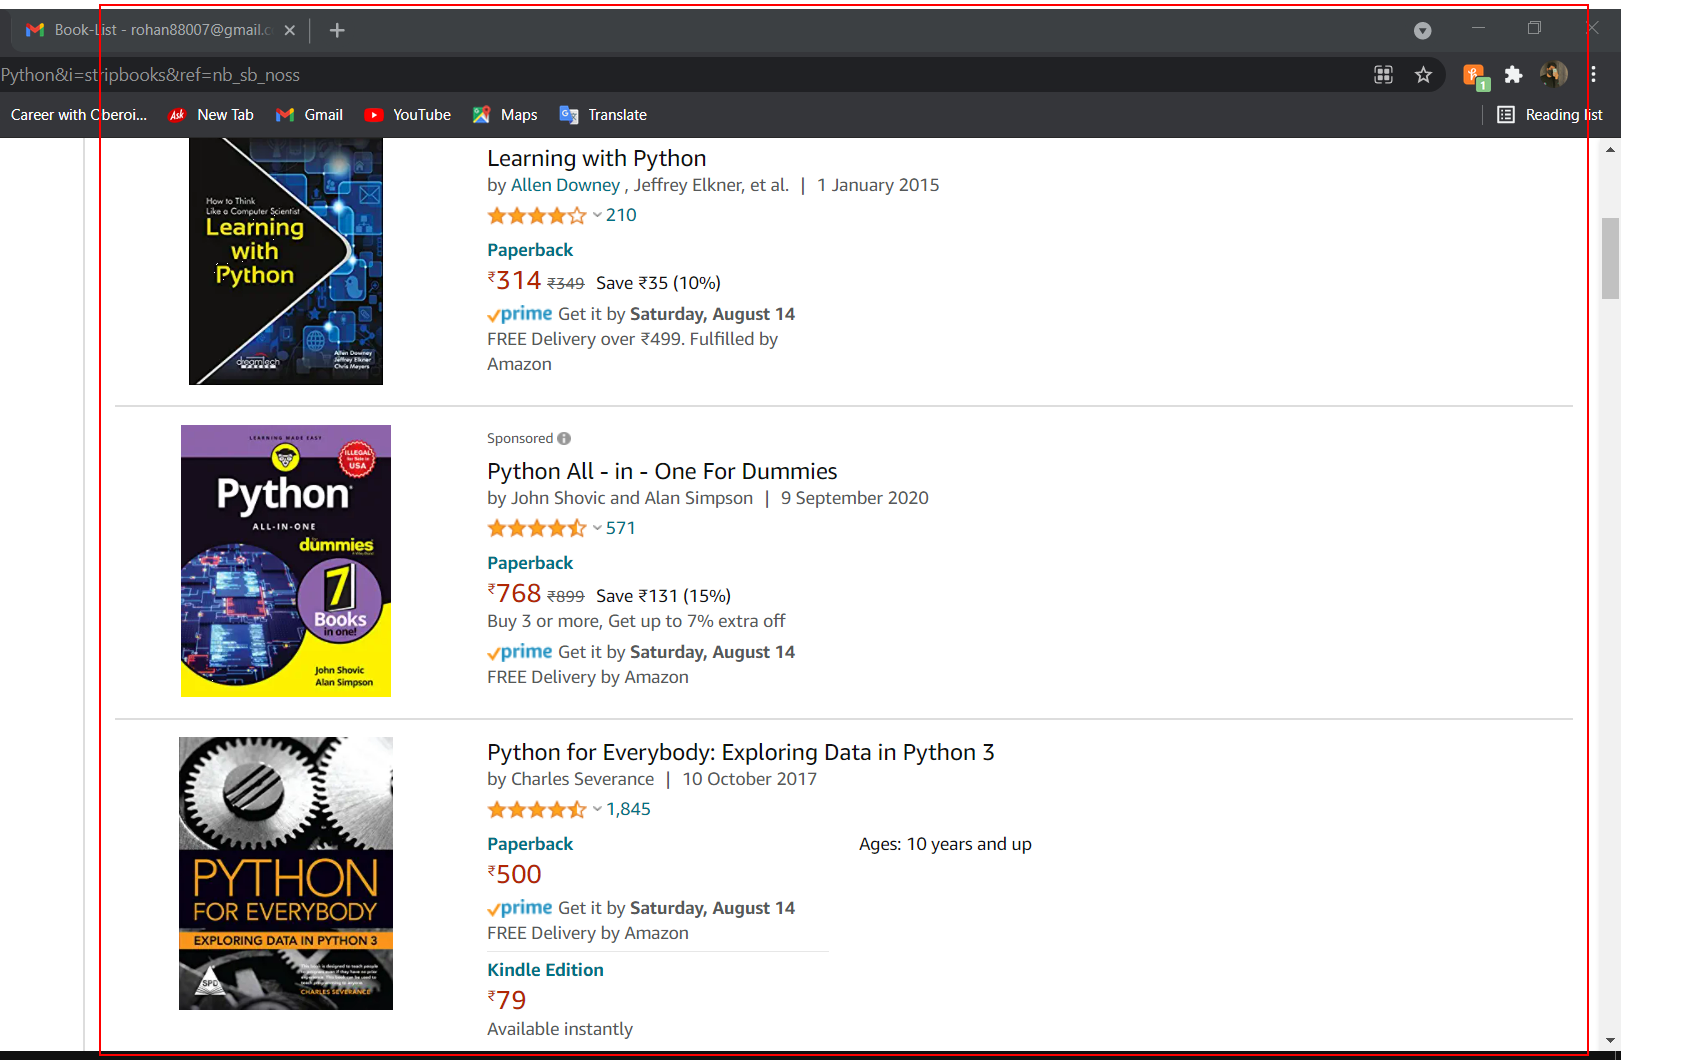 Book-List - rohan88007@gmail.c
Python&i=stripbooks&ref=nb_sb_noss
1
Career with Oberoi...
Ask
New Tab
Gmail
YouTube
Maps
Translate
Reading list
How to Think
Like a Computer Scientist
Learning
with
Python
Allen Downey
Jeffrey Elkner
Chris Meyers
dreamtech
PRESS
Learning with Python
by Allen Downey , Jeffrey Elkner, et al. | 1 January 2015
210
Paperback
₹314 ₹349 Save ₹35 (10%)
prime Get it by Saturday, August 14
FREE Delivery over ₹499. Fulfilled by
Amazon
LEARNING MADE EASY
ILLEGAL
for Sale in
USA
Python
ALL-IN-ONE
for
dummies
A Wiley Brand
7
Books
in one!
John Shovic
Alan Simpson
Sponsored
Python All - in - One For Dummies
by John Shovic and Alan Simpson | 9 September 2020
571
Paperback
₹768 ₹899 Save ₹131 (15%)
Buy 3 or more, Get up to 7% extra off
prime Get it by Saturday, August 14
FREE Delivery by Amazon
PYTHON
FOR EVERYBODY
EXPLORING DATA IN PYTHON 3
SPD
CHARLES SEVERANCE
Python for Everybody: Exploring Data in Python 3
by Charles Severance | 10 October 2017
1,845
Paperback
Ages: 10 years and up
₹500
prime Get it by Saturday, August 14
FREE Delivery by Amazon
Kindle Edition
₹79
Available instantly